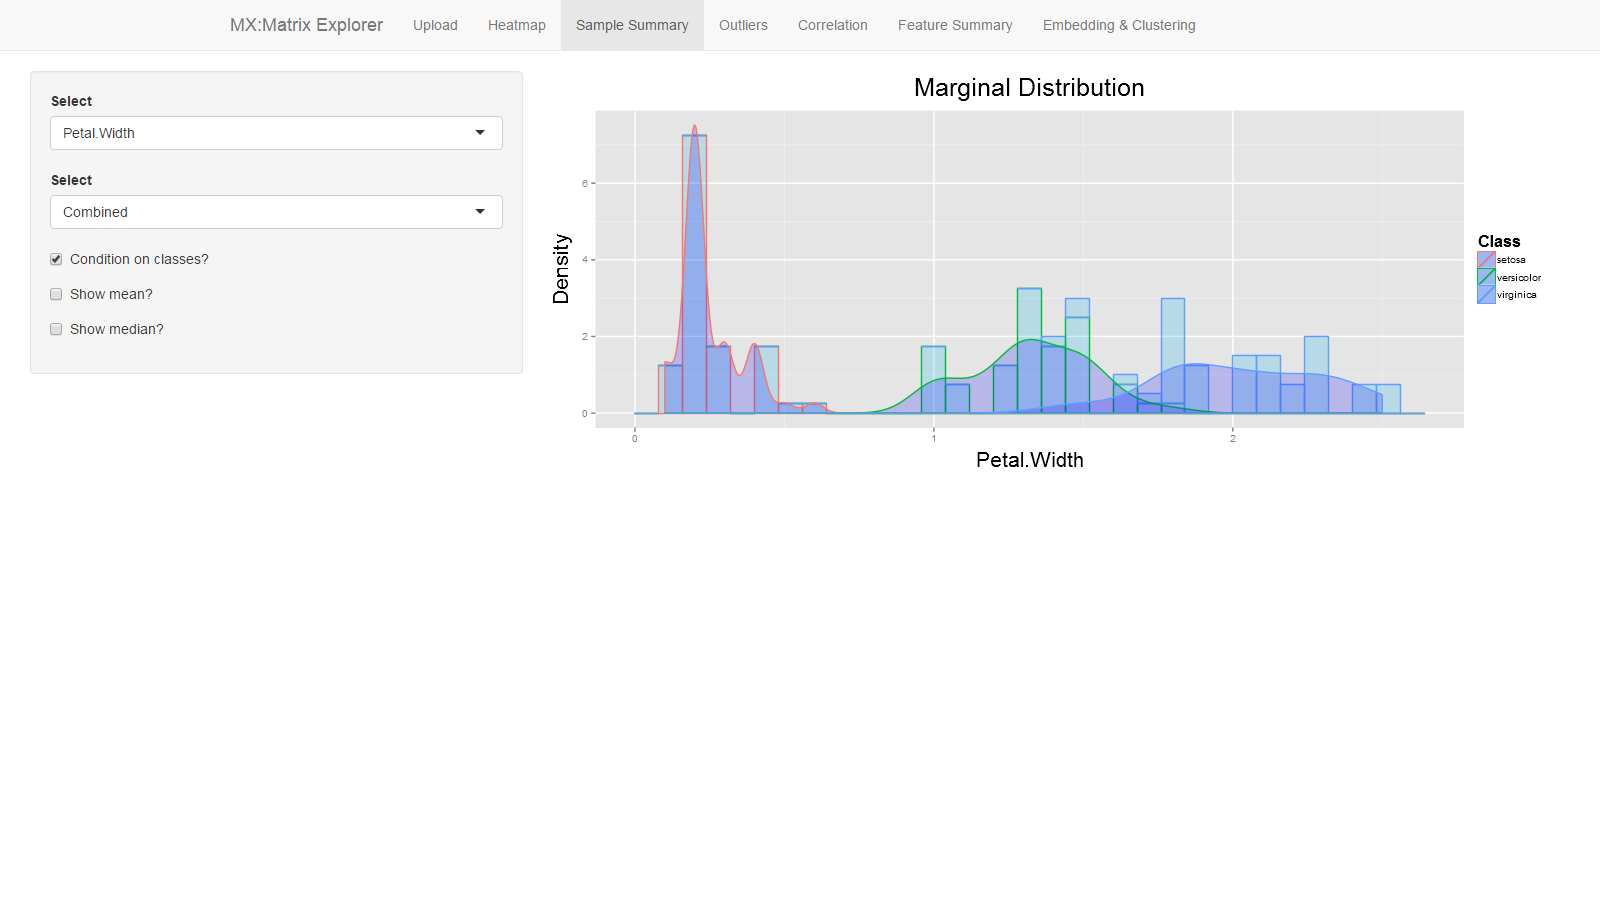 MX:Matrix Explorer Upload Heatmap Sample Summary Outliers Correlation Feature Summary Embedding & Clustering
Select
Petal.Width
Select
Combined
Condition on classes?
Show mean?
Show median?
Marginal Distribution
Density
6
4
2
0
0 1 2
Petal.Width
Class
setosa
versicolor
virginica